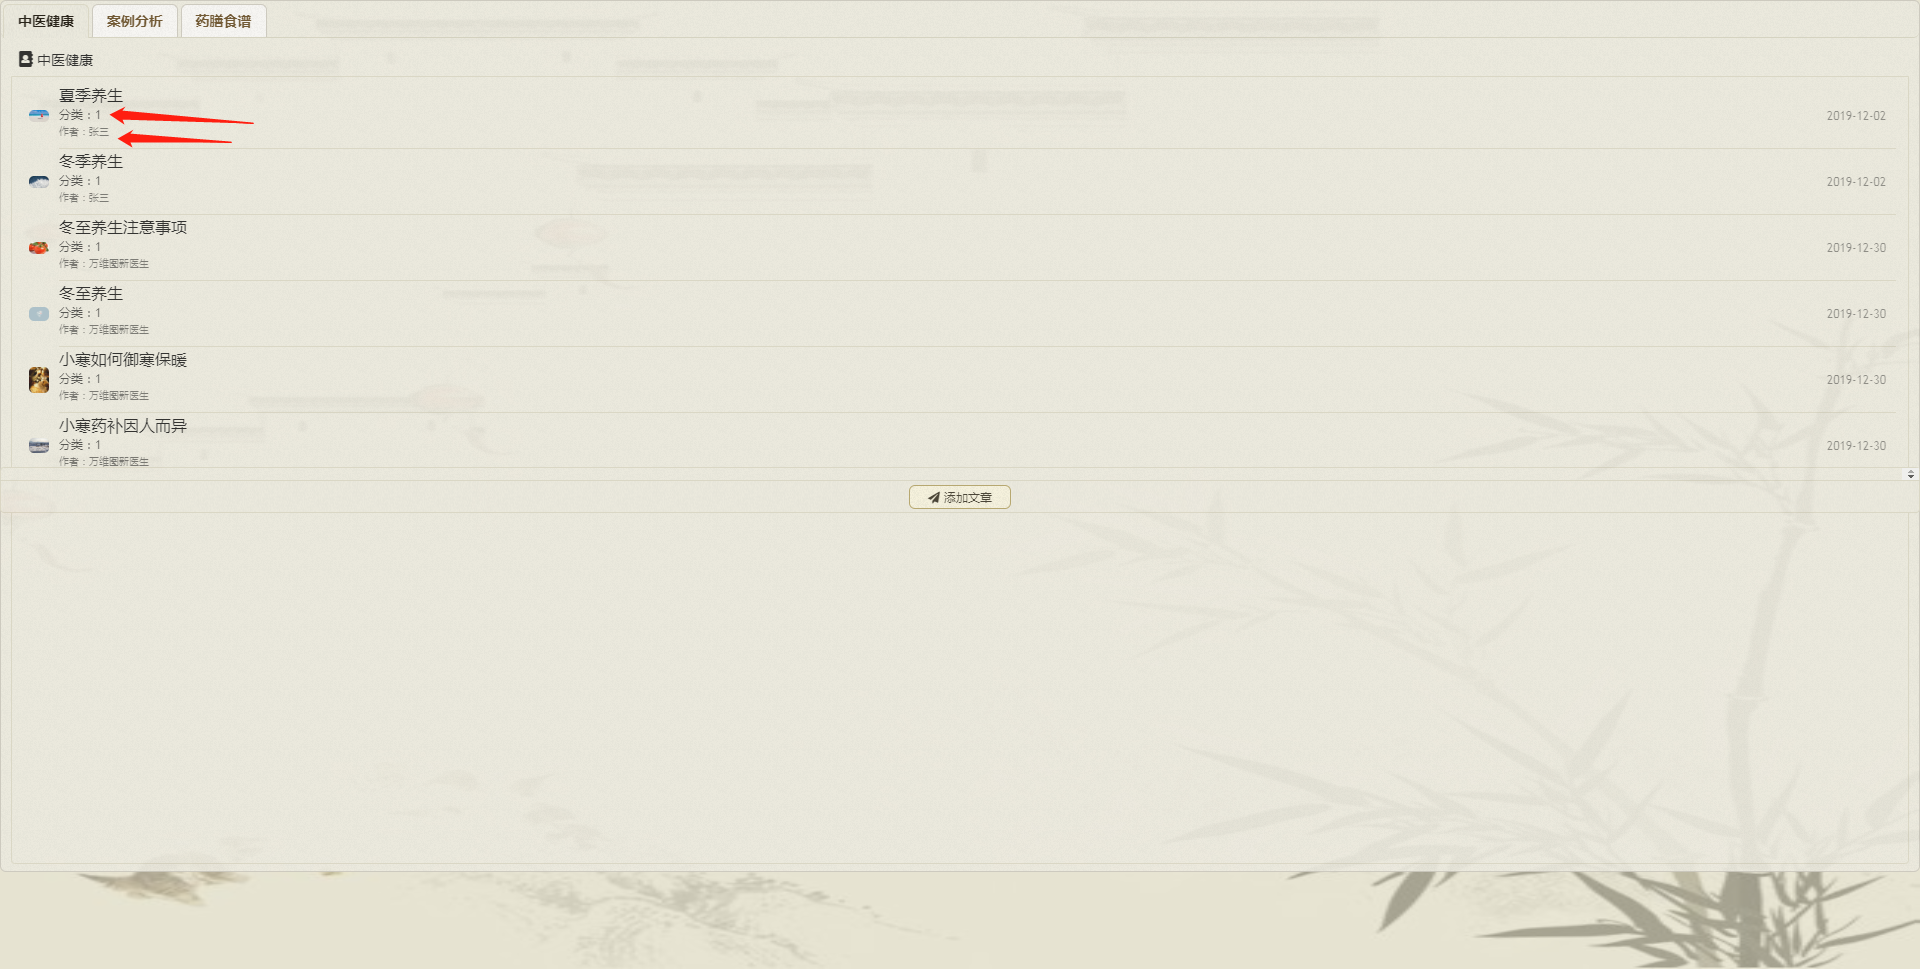 中医健康 案例分析 药膳食谱
中医健康
夏季养生
分类：1
作者：张三
2019-12-02
冬季养生
分类：1
作者：张三
2019-12-02
冬至养生注意事项
分类：1
作者：万维图新医生
2019-12-30
冬至养生
分类：1
作者：万维图新医生
2019-12-30
小寒如何御寒保暖
分类：1
作者：万维图新医生
2019-12-30
小寒药补因人而异
分类：1
作者：万维图新医生
2019-12-30
添加文章